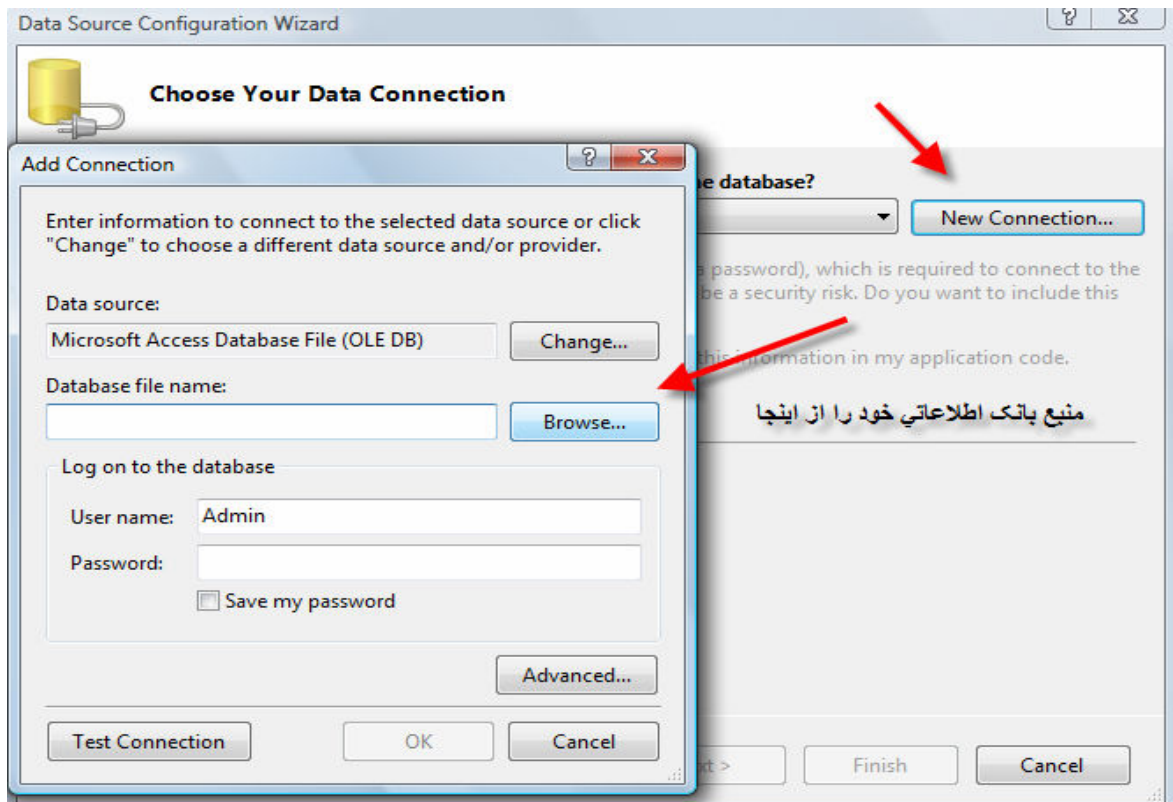 Data Source Configuration Wizard
Choose Your Data Connection
Add Connection
Enter information to connect to the selected data source or click
"Change" to choose a different data source and/or provider.
Data source:
Microsoft Access Database File (OLE DB)
Change...
Database file name:
Browse...
Log on to the database
User name:
Admin
Password:
Save my password
Advanced...
Test Connection
OK
Cancel
database?
New Connection...
password), which is required to connect to the
be a security risk. Do you want to include this
this information in my application code.
منبع بانک اطلاعاتي خود را از اينجا
>
Finish
Cancel